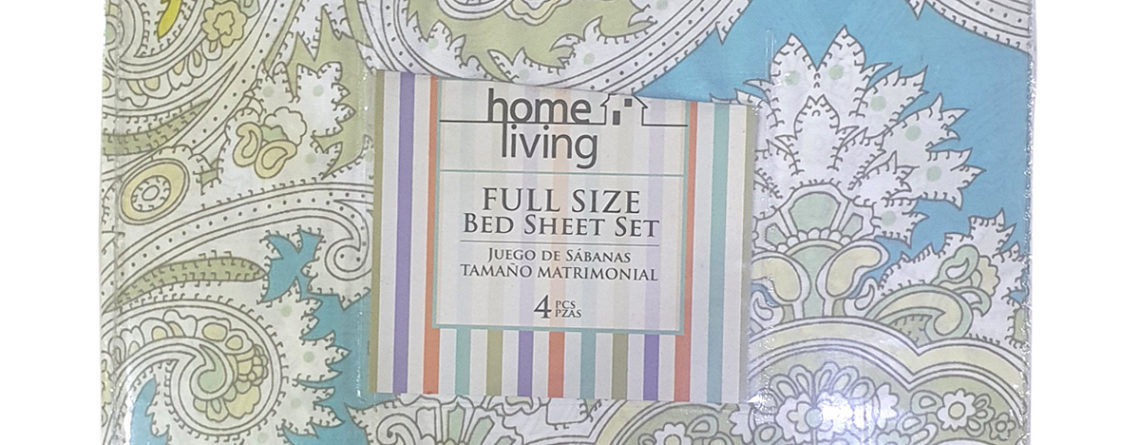 home
living
FULL SIZE
BED SHEET SET
JUEGO DE SÁBANAS
TAMAÑO MATRIMONIAL
4 PCS
PZAS